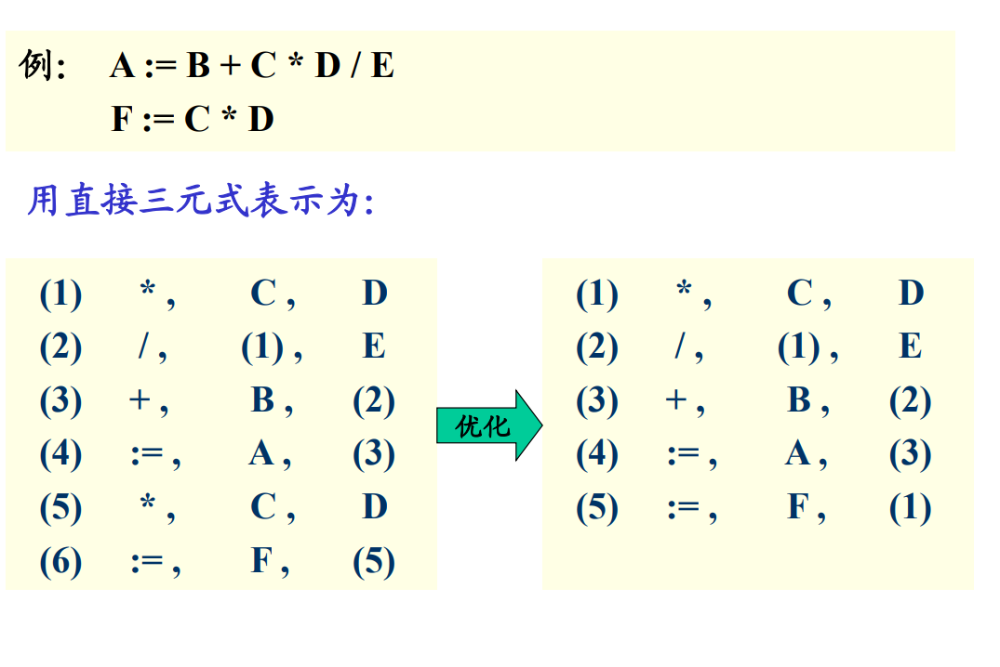 例: A := B + C * D / E
F := C * D
用直接三元式表示为:
(1) * , C , D
(2) / , (1) , E
(3) + , B , (2)
(4) := , A , (3)
(5) * , C , D
(6) := , F , (5)
优化
(1) * , C , D
(2) / , (1) , E
(3) + , B , (2)
(4) := , A , (3)
(5) := , F , (1)